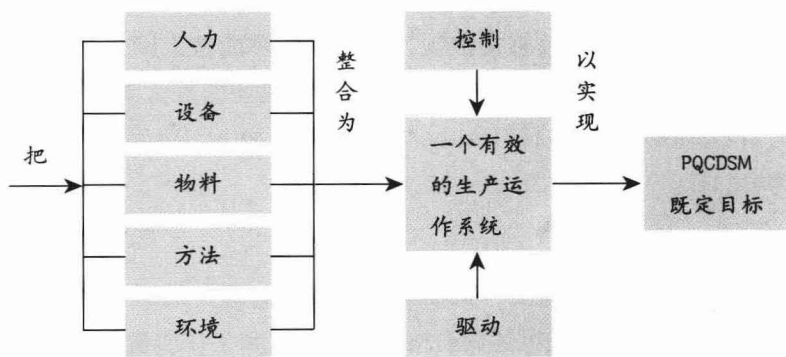 把
人力
设备
物料
方法
环境
整合为
控制
一个有效
的生产运
作系统
驱动
以实现
PQCDSM
既定目标